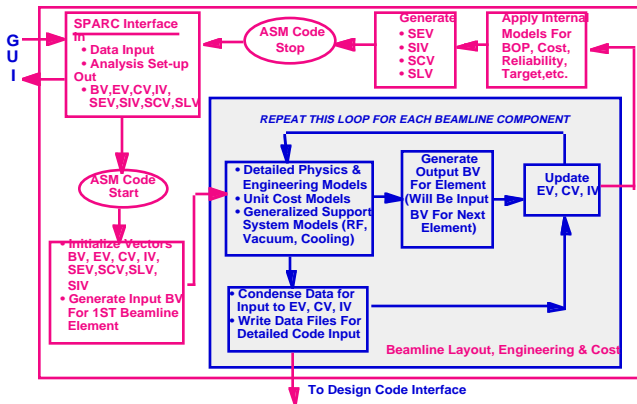 GUI
SPARC Interface
In
• Data Input
• Analysis Set-up
Out
• BV,EV,CV,IV,
SEV,SIV,SCV,SLV
ASM Code
Stop
Generate
• SEV
• SIV
• SCV
• SLV
Apply Internal
Models For
BOP, Cost,
Reliability,
Target,etc.
ASM Code
Start
• Initialize Vectors
BV, EV, CV, IV,
SEV,SCV,SLV,
SIV
• Generate Input BV
For 1ST Beamline
Element
REPEAT THIS LOOP FOR EACH BEAMLINE COMPONENT
• Detailed Physics &
Engineering Models
• Unit Cost Models
• Generalized Support
System Models (RF,
Vacuum, Cooling)
Generate
Output BV
For Element
(Will Be Input
BV For Next
Element)
Update
EV, CV, IV
• Condense Data for
Input to EV, CV, IV
• Write Data Files For
Detailed Code Input
Beamline Layout, Engineering & Cost
To Design Code Interface